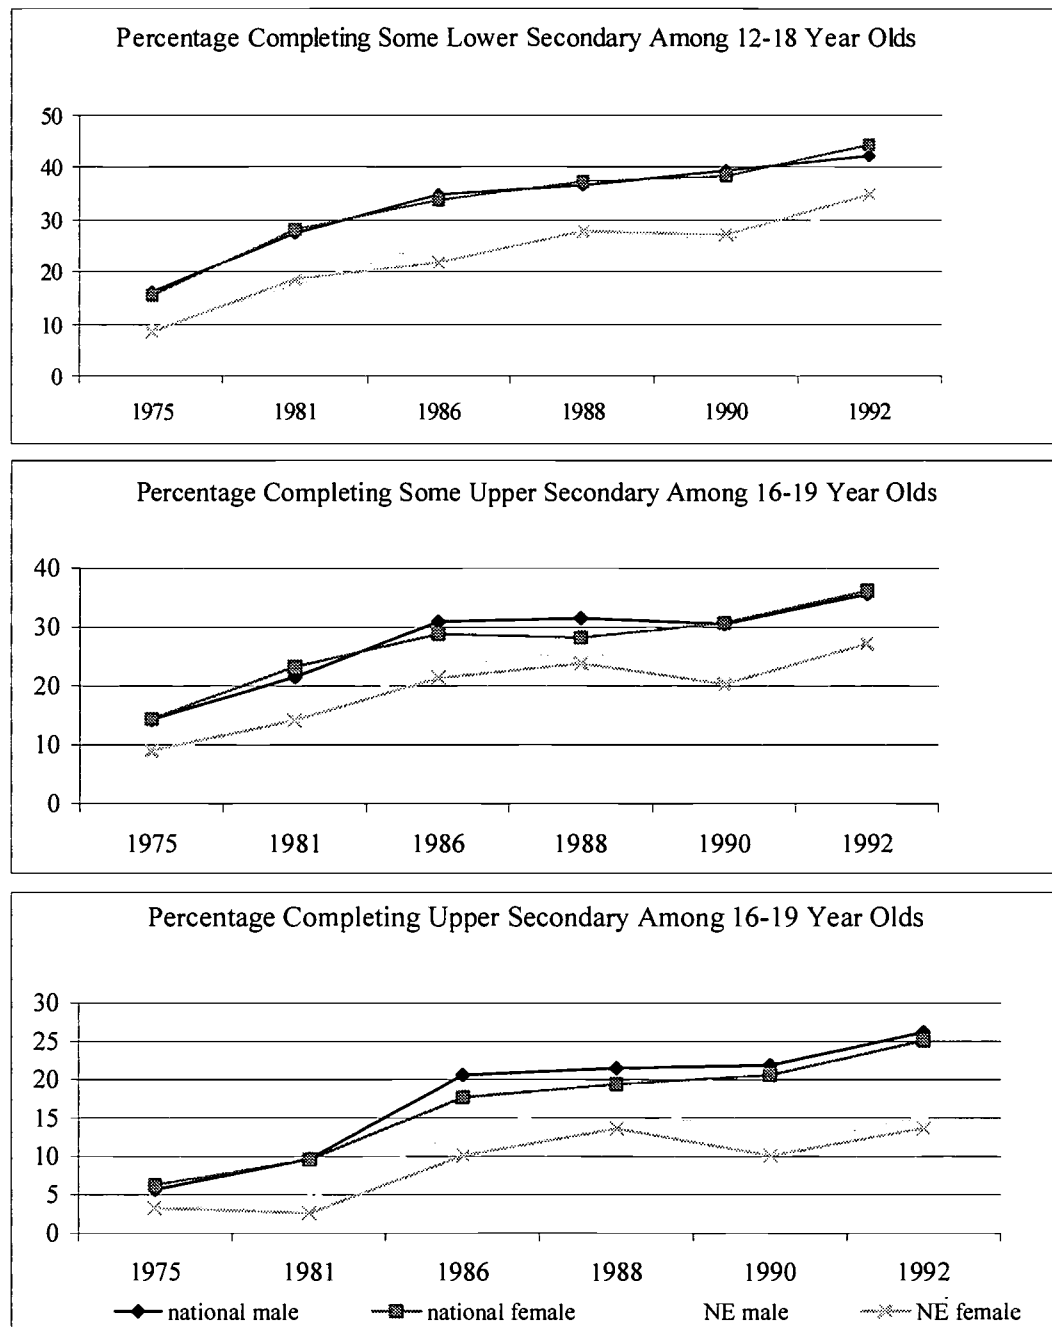 Percentage Completing Some Lower Secondary Among 12-18 Year Olds
50
40
30
20
10
0
1975 1981 1986 1988 1990 1992
Percentage Completing Some Upper Secondary Among 16-19 Year Olds
40
30
20
10
0
1975 1981 1986 1988 1990 1992
Percentage Completing Upper Secondary Among 16-19 Year Olds
30
25
20
15
10
5
0
1975 1981 1986 1988 1990 1992
national male national female NE male NE female